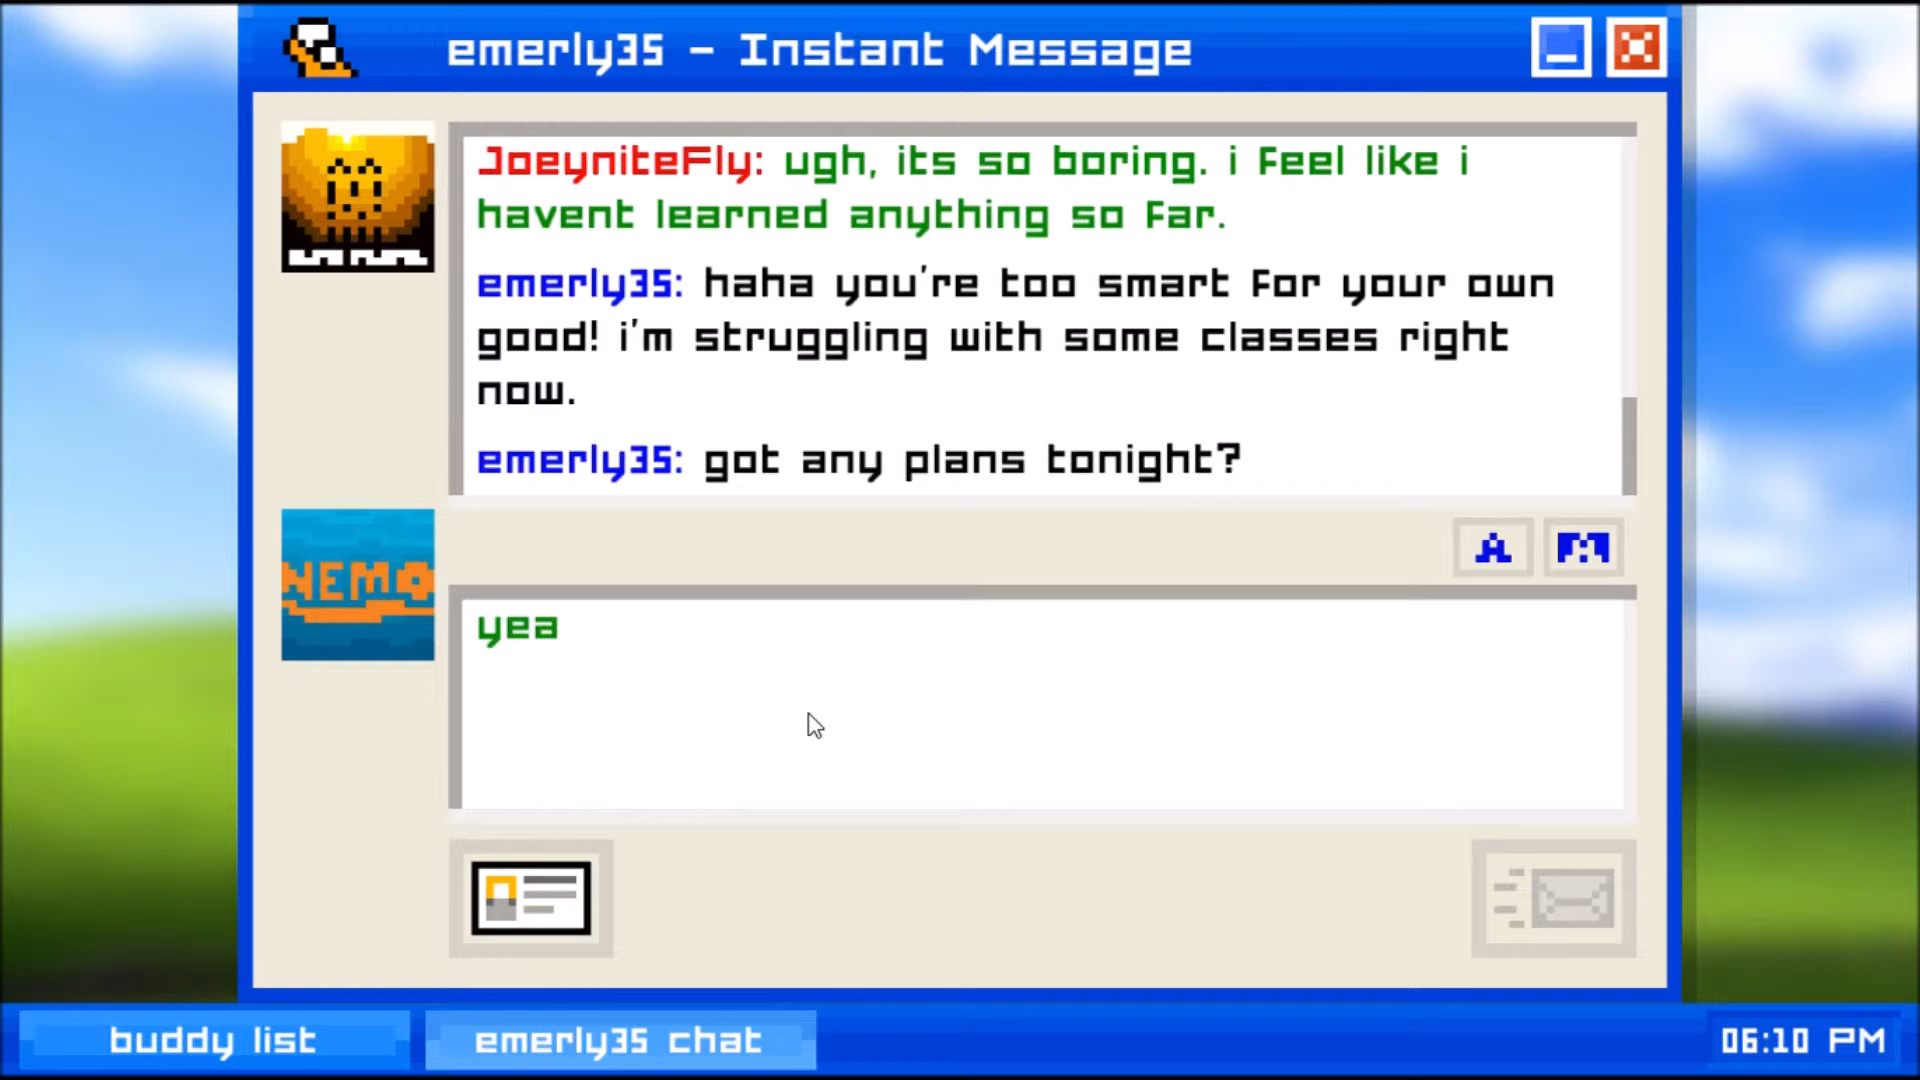 emerly35 - Instant Message
JoeyniteFly: ugh, its so boring. i feel like i
havent learned anything so far.
emerly35: haha you're too smart for your own
good! i'm struggling with some classes right
now.
emerly35: got any plans tonight?
A
NEMO
yea
buddy list
emerly35 chat
06:10 PM